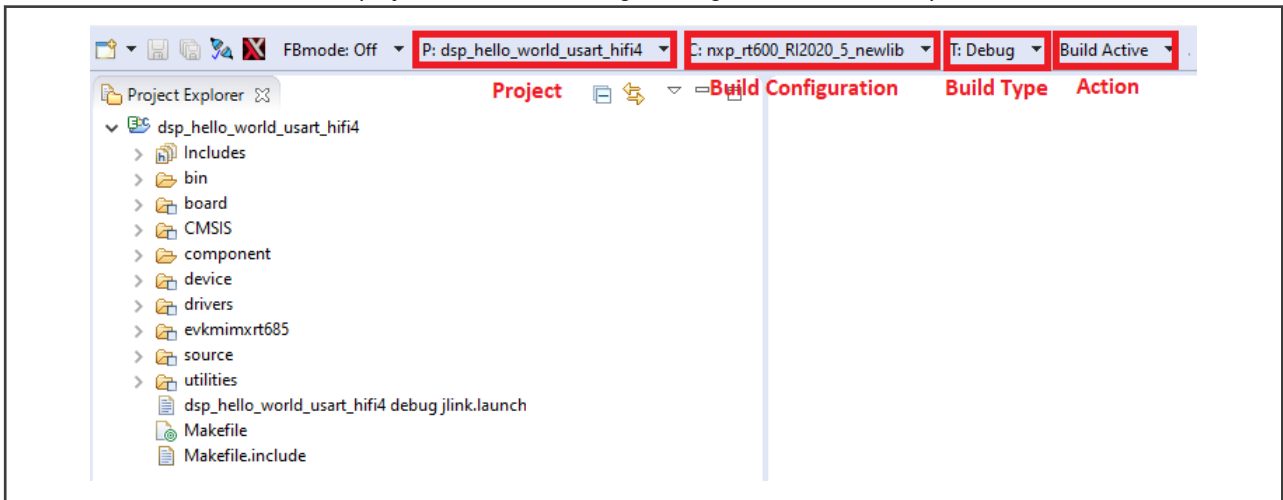 FBmode: Off P: dsp_hello_world_usart_hifi4 C: nxp_rt600_RI2020_5_newlib T: Debug Build Active
Project Explorer Project Build Configuration Build Type Action
dsp_hello_world_usart_hifi4
Includes
bin
board
CMSIS
component
device
drivers
evkmimxrt685
source
utilities
dsp_hello_world_usart_hifi4 debug jlink.launch
Makefile
Makefile.include